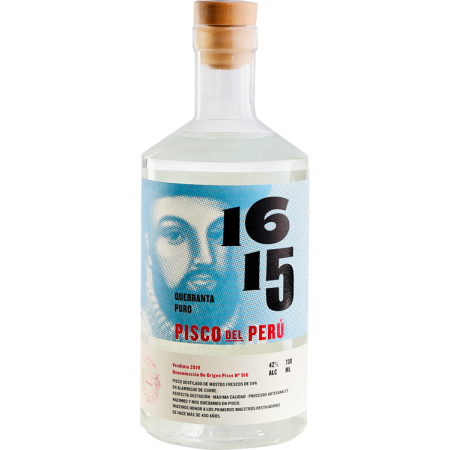 16
15
QUEBRANTA
PURO
PISCO DEL PERÚ
Vendimia 2019
Denominación De Origen Pisco N°
42% 700
ALC ML
PISCO DESTILADO DE MOSTOS FRESCOS DE UVA
EN ALAMBIQUE DE COBRE.
PERFECTA GESTACIÓN · MÁXIMA CALIDAD · PROCESOS ARTESANALES
NACIMOS Y NOS QUEDAMOS EN PISCO.
HACEMOS HONOR A LOS PRIMEROS MAESTROS DESTILADORES
DE HACE MÁS DE 400 AÑOS.